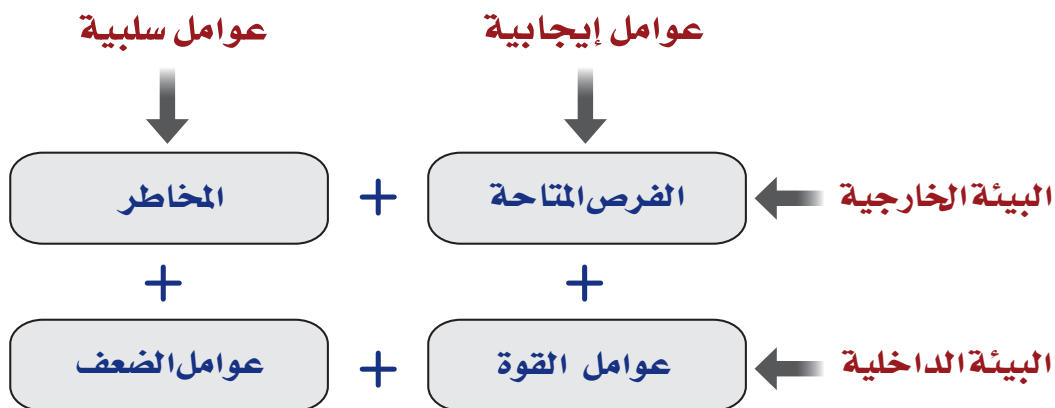 عوامل إيجابية
عوامل سلبية
البيئة الخارجية
الفرص المتاحة
+
المخاطر
+
+
البيئة الداخلية
عوامل القوة
+
عوامل الضعف